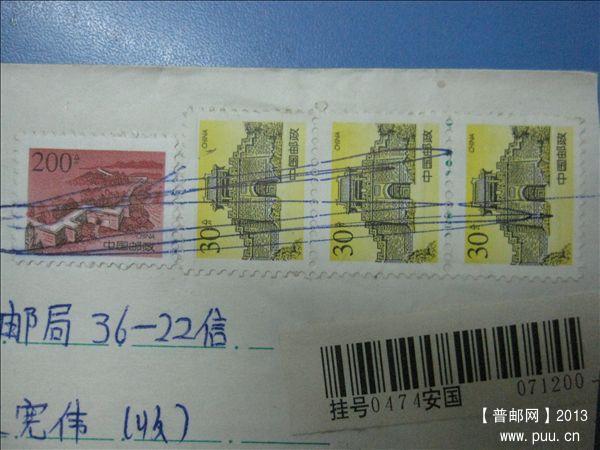 200分
中国邮政
CHINA
30分
中国邮政
CHINA
30分
中国邮政
CHINA
30分
中国邮政
邮局 36-22信
宪伟 (收)
挂号0474安国 071200
【普邮网】2013
www.puu.cn